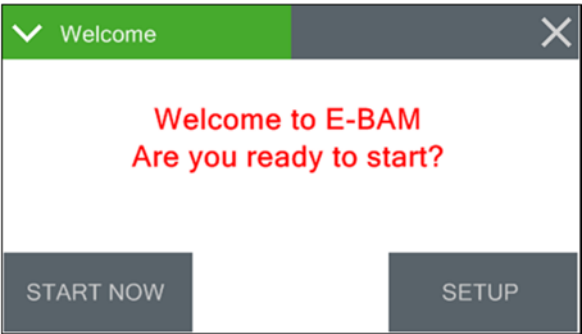 Welcome
Welcome to E-BAM
Are you ready to start?
START NOW
SETUP